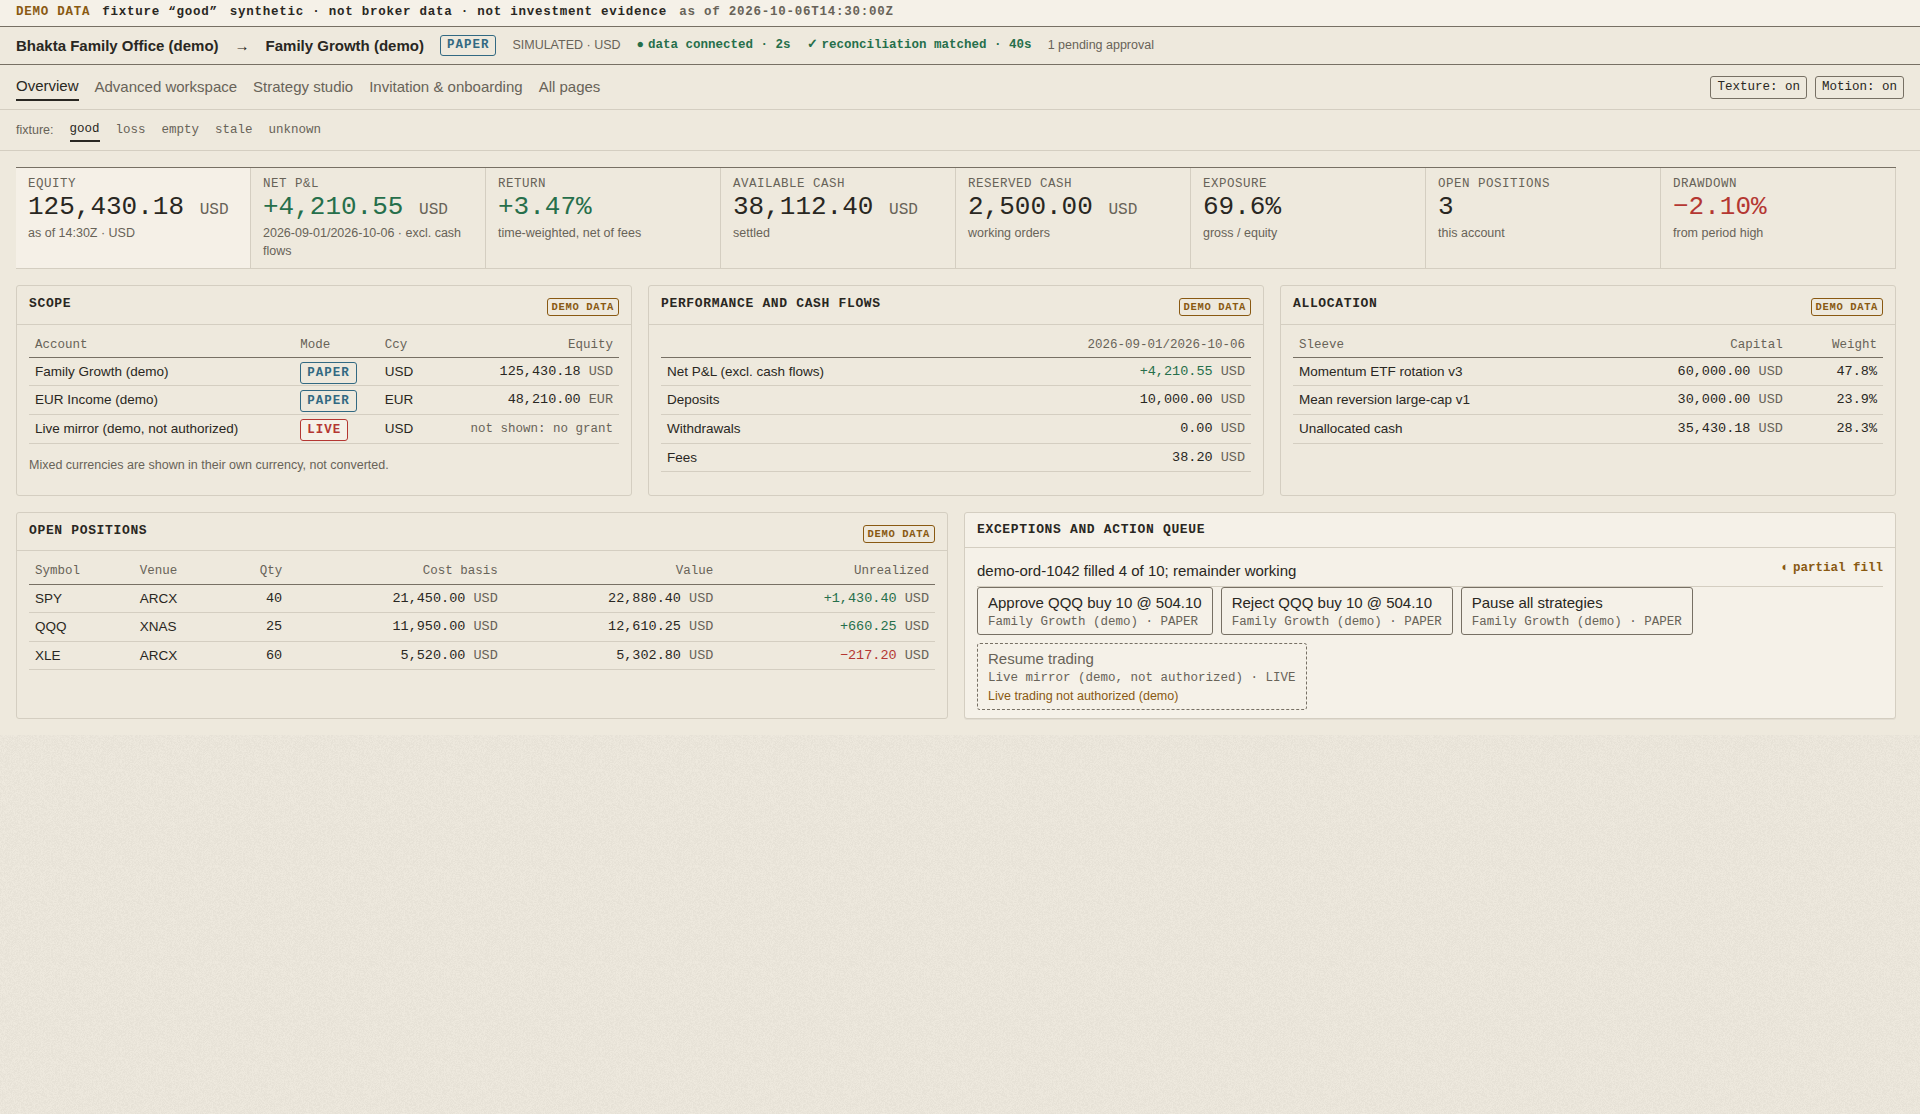 DEMO DATA fixture “good” synthetic · not broker data · not investment evidence as of 2026-10-06T14:30:00Z
Bhakta Family Office (demo) → Family Growth (demo) PAPER SIMULATED · USD ● data connected · 2s ✓ reconciliation matched · 40s 1 pending approval
Overview Advanced workspace Strategy studio Invitation & onboarding All pages Texture: on Motion: on
fixture: good loss empty stale unknown
EQUITY NET P&L RETURN AVAILABLE CASH RESERVED CASH EXPOSURE OPEN POSITIONS DRAWDOWN
125,430.18 USD +4,210.55 USD +3.47% 38,112.40 USD 2,500.00 USD 69.6% 3 −2.10%
as of 14:30Z · USD 2026-09-01/2026-10-06 · excl. cash time-weighted, net of fees settled working orders gross / equity this account from period high
flows
SCOPE DEMO DATA
Account Mode Ccy Equity
Family Growth (demo) PAPER USD 125,430.18 USD
EUR Income (demo) PAPER EUR 48,210.00 EUR
Live mirror (demo, not authorized) LIVE USD not shown: no grant
Mixed currencies are shown in their own currency, not converted.
PERFORMANCE AND CASH FLOWS DEMO DATA
2026-09-01/2026-10-06
Net P&L (excl. cash flows) +4,210.55 USD
Deposits 10,000.00 USD
Withdrawals 0.00 USD
Fees 38.20 USD
ALLOCATION DEMO DATA
Sleeve Capital Weight
Momentum ETF rotation v3 60,000.00 USD 47.8%
Mean reversion large-cap v1 30,000.00 USD 23.9%
Unallocated cash 35,430.18 USD 28.3%
OPEN POSITIONS DEMO DATA
Symbol Venue Qty Cost basis Value Unrealized
SPY ARCX 40 21,450.00 USD 22,880.40 USD +1,430.40 USD
QQQ XNAS 25 11,950.00 USD 12,610.25 USD +660.25 USD
XLE ARCX 60 5,520.00 USD 5,302.80 USD −217.20 USD
EXCEPTIONS AND ACTION QUEUE
demo-ord-1042 filled 4 of 10; remainder working partial fill
Approve QQQ buy 10 @ 504.10 Reject QQQ buy 10 @ 504.10 Pause all strategies
Family Growth (demo) · PAPER Family Growth (demo) · PAPER Family Growth (demo) · PAPER
Resume trading
Live mirror (demo, not authorized) · LIVE
Live trading not authorized (demo)